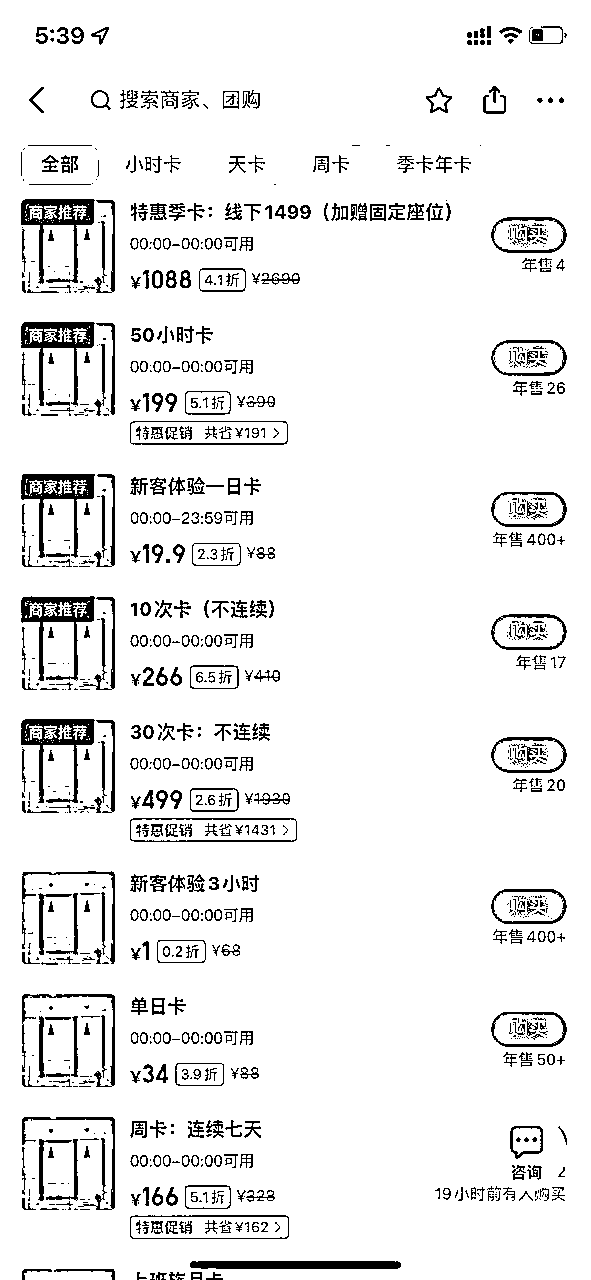 5:39
搜索商家、团购
全部 小时卡 天卡 周卡 季卡年卡
商家推荐
特惠季卡：线下1499（加赠固定座位）
00:00-00:00可用
¥1088 4.1折 ¥2690
购买
年售4
商家推荐
50小时卡
00:00-00:00可用
¥199 5.1折 ¥390
特惠促销 共省¥191 >
购买
年售26
商家推荐
新客体验一日卡
00:00-23:59可用
¥19.9 2.3折 ¥88
购买
年售400+
商家推荐
10次卡（不连续）
00:00-00:00可用
¥266 6.5折 ¥410
购买
年售17
商家推荐
30次卡：不连续
00:00-00:00可用
¥499 2.6折 ¥1930
特惠促销 共省¥1431 >
购买
年售20
新客体验3小时
00:00-00:00可用
¥1 0.2折 ¥68
购买
年售400+
单日卡
00:00-00:00可用
¥34 3.9折 ¥88
购买
年售50+
周卡：连续七天
00:00-00:00可用
¥166 5.1折 ¥328
特惠促销 共省¥162 >
咨询
19小时前有人购买